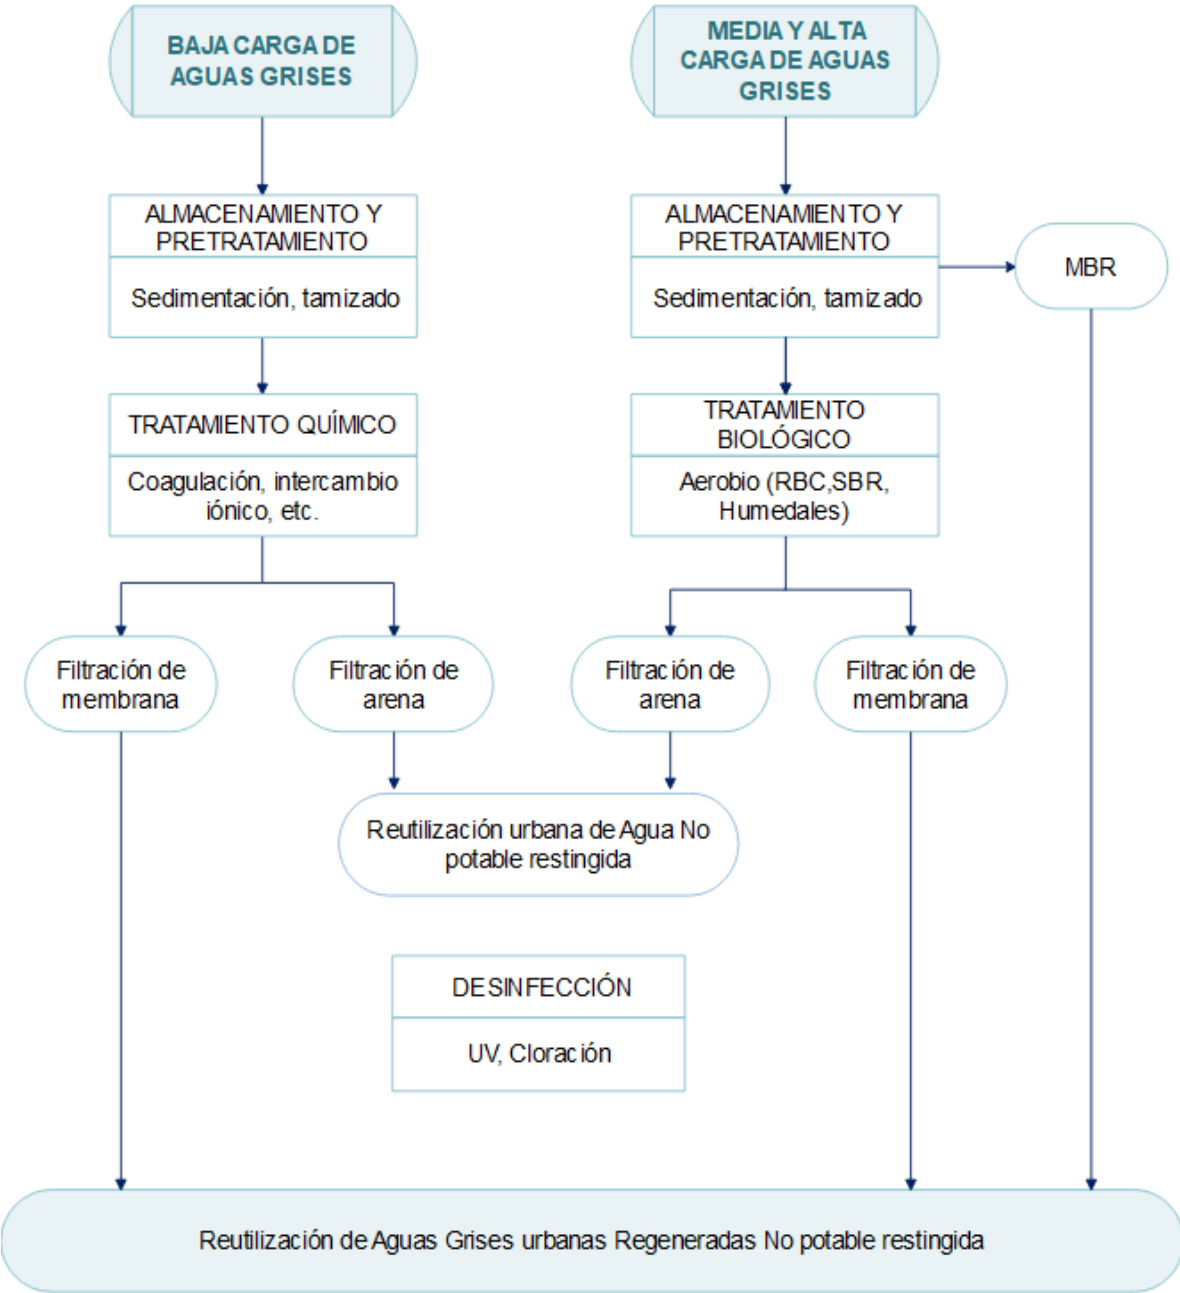 BAJA CARGA DE
AGUAS GRISES
MEDIA Y ALTA
CARGA DE AGUAS
GRISES
ALMACENAMIENTO Y
PRETRATAMIENTO
Sedimentación, tamizado
ALMACENAMIENTO Y
PRETRATAMIENTO
Sedimentación, tamizado
MBR
TRATAMIENTO QUÍMICO
Coagulación, intercambio
iónico, etc.
TRATAMIENTO
BIOLÓGICO
Aerobio (RBC,SBR,
Humedales)
Filtración de
membrana
Filtración de
arena
Filtración de
arena
Filtración de
membrana
Reutilización urbana de Agua No
potable restingida
DESINFECCIÓN
UV, Cloración
Reutilización de Aguas Grises urbanas Regeneradas No potable restingida